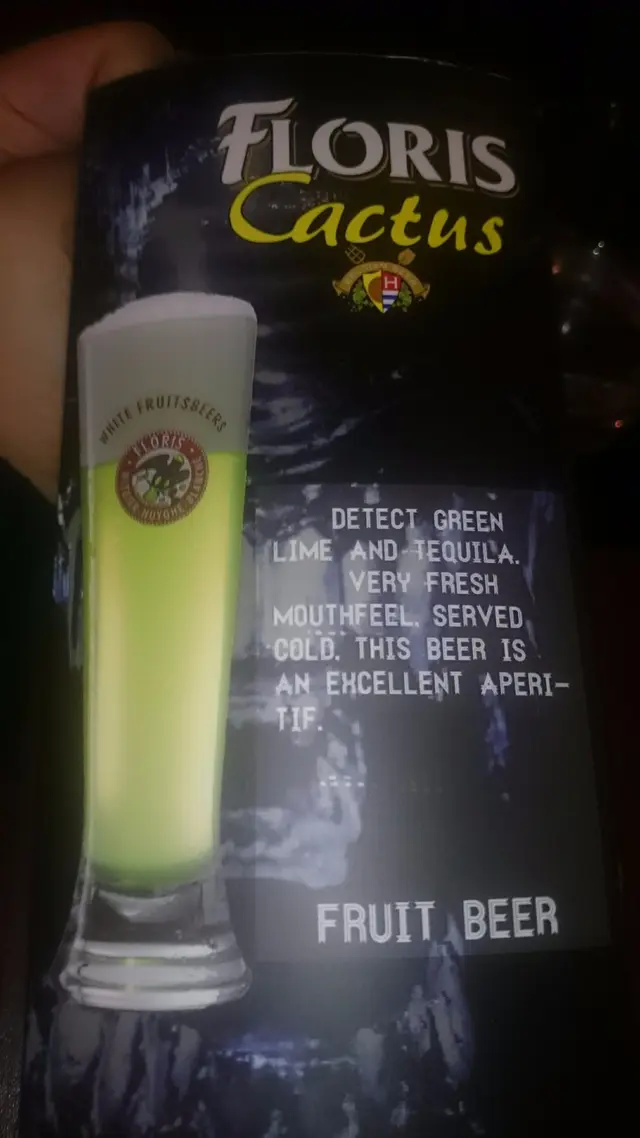 FLORIS
Cactus
WHITE FRUITSBEERS
FLORIS
DETECT GREEN
LIME AND TEQUILA.
VERY FRESH
MOUTHFEEL. SERVED
COLD. THIS BEER IS
AN EXCELLENT APERI-
TIF.
FRUIT BEER